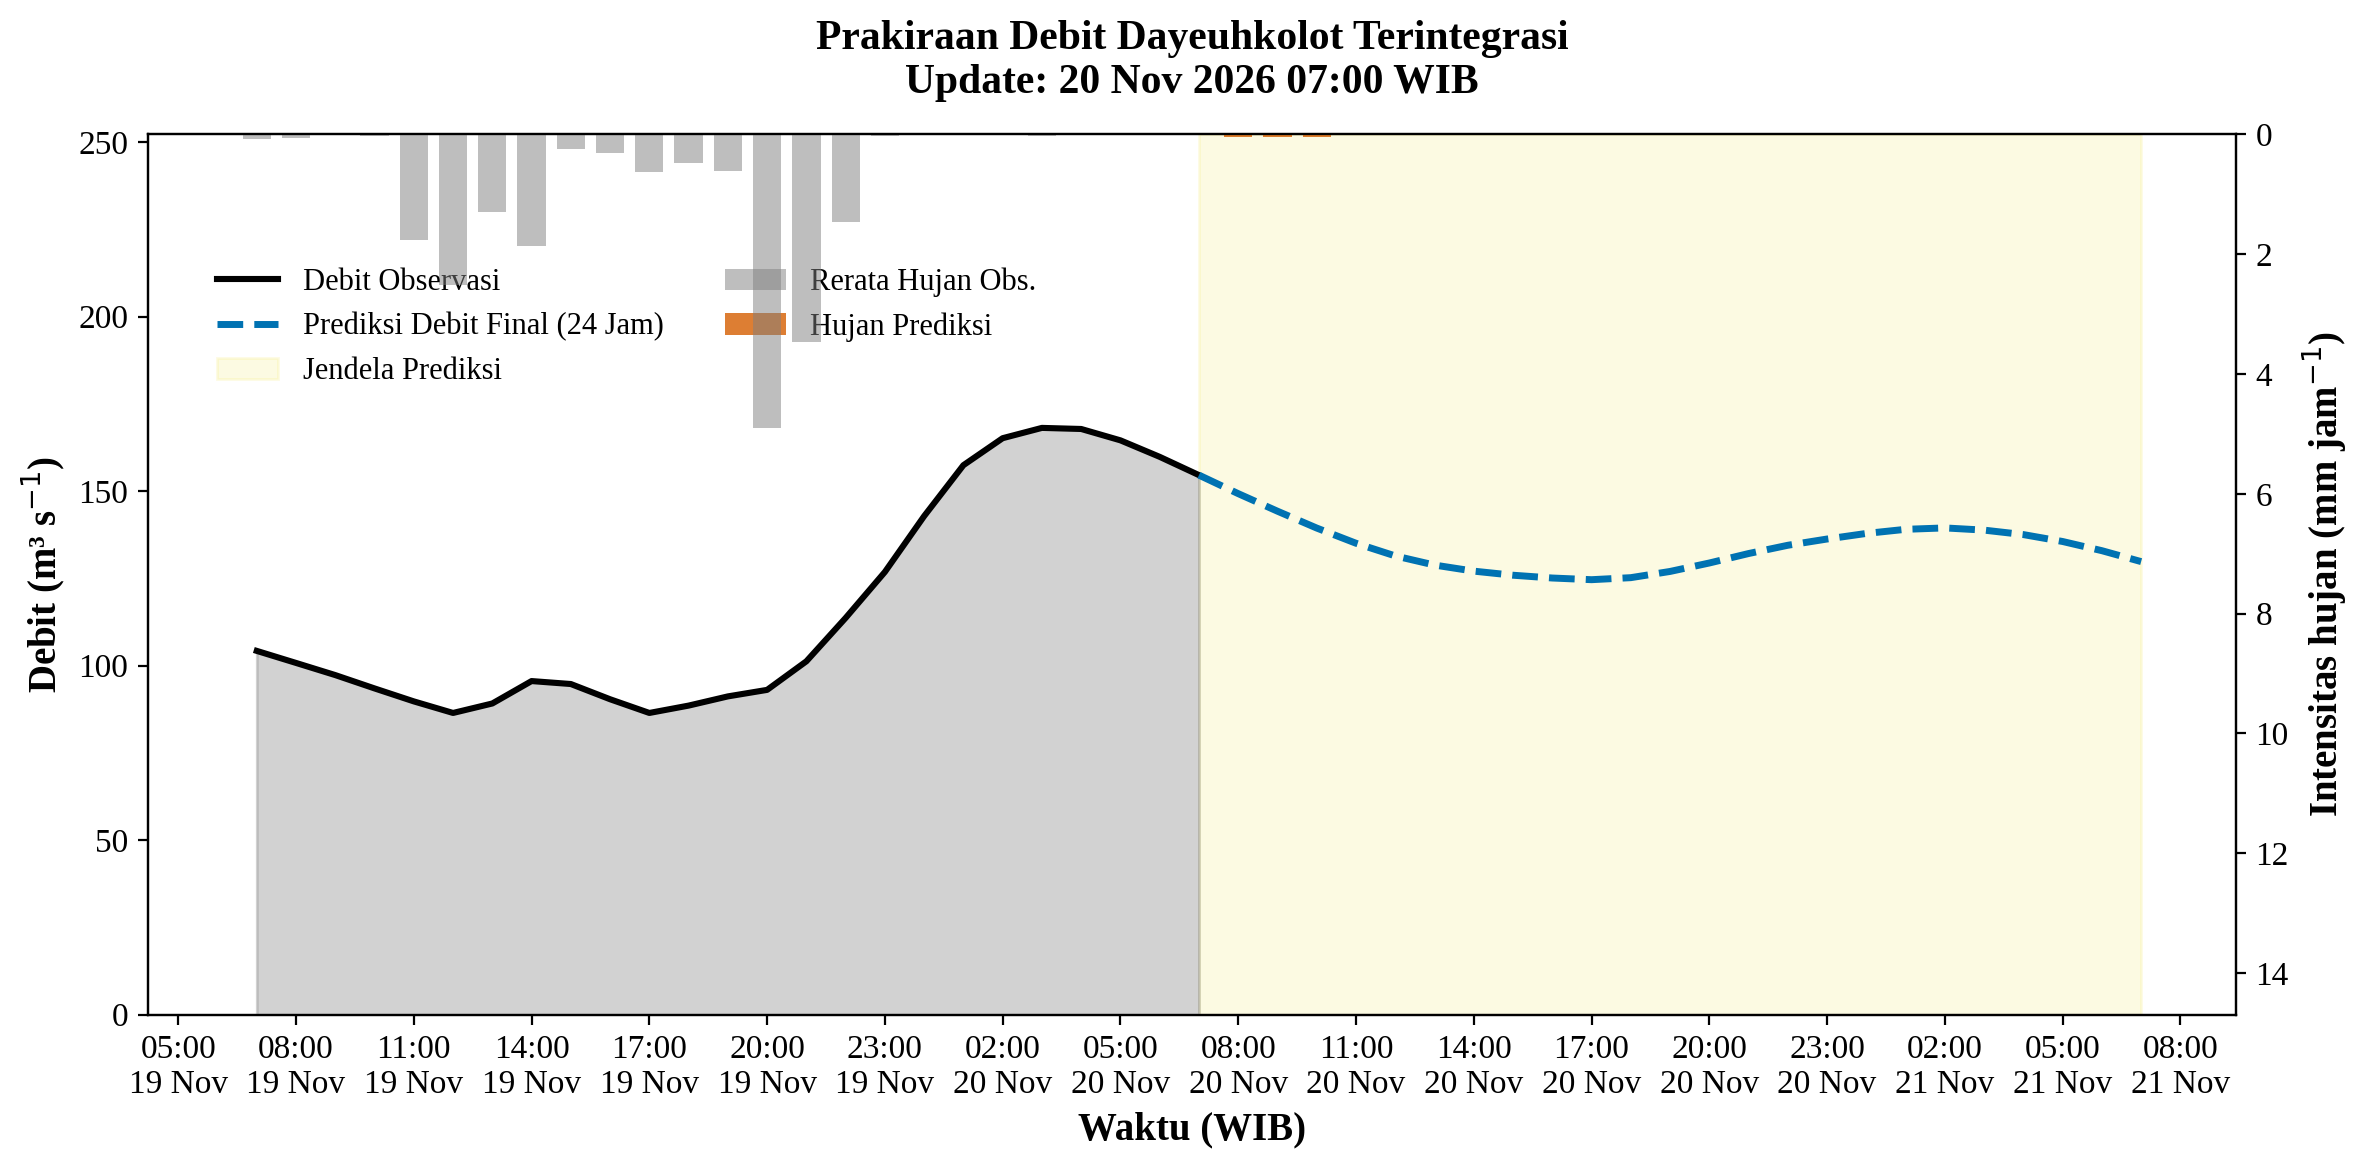 Prakiraan Debit Dayeuhkolot Terintegrasi
Update: 20 Nov 2026 07:00 WIB
Debit (m³ s⁻¹)
250
200
150
100
50
0
Debit Observasi
Prediksi Debit Final (24 Jam)
Jendela Prediksi
Rerata Hujan Obs.
Hujan Prediksi
0
2
4
6
8
10
12
14
Intensitas hujan (mm jam⁻¹)
05:00 08:00 11:00 14:00 17:00 20:00 23:00 02:00 05:00 08:00 11:00 14:00 17:00 20:00 23:00 02:00 05:00 08:00
19 Nov 19 Nov 19 Nov 19 Nov 19 Nov 19 Nov 19 Nov 20 Nov 20 Nov 20 Nov 20 Nov 20 Nov 20 Nov 20 Nov 20 Nov 21 Nov 21 Nov 21 Nov
Waktu (WIB)